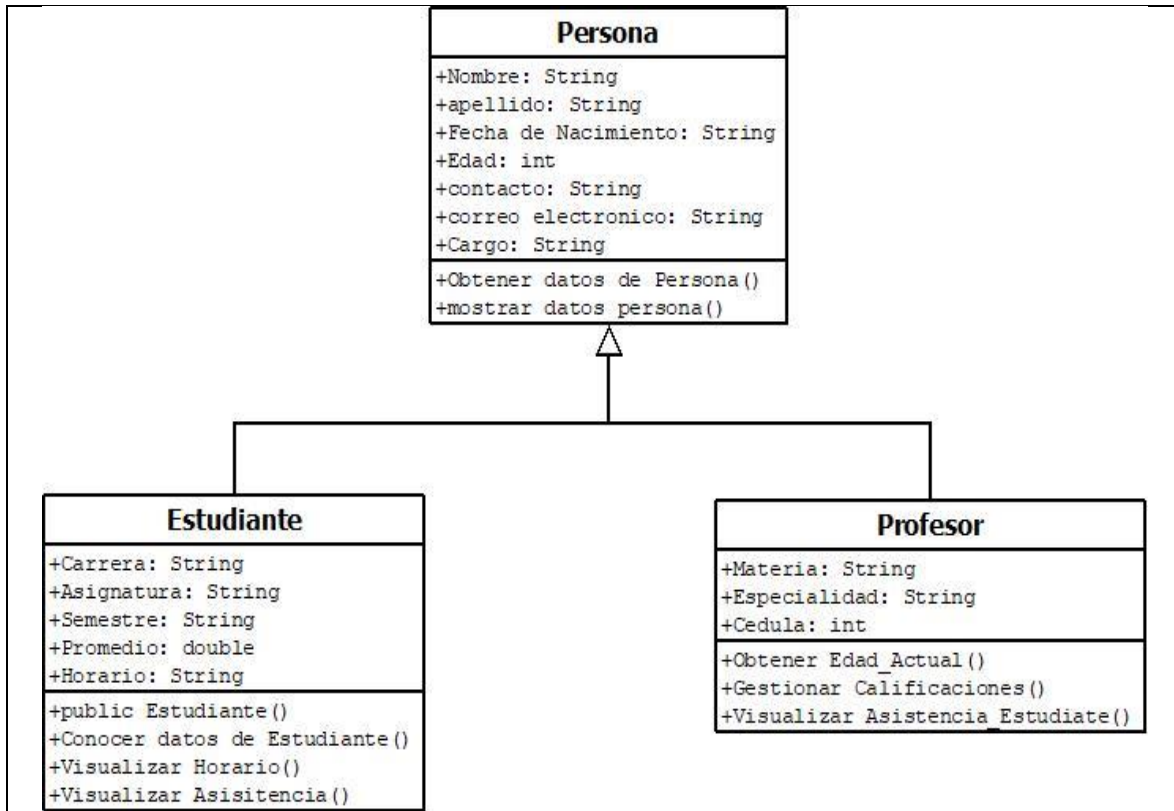 Persona
+Nombre: String
+apellido: String
+Fecha de Nacimiento: String
+Edad: int
+contacto: String
+correo electronico: String
+Cargo: String
+Obtener datos de Persona()
+mostrar datos persona()
Estudiante
+Carrera: String
+Asignatura: String
+Semestre: String
+Promedio: double
+Horario: String
+public Estudiante()
+Conocer datos de Estudiante()
+Visualizar Horario()
+Visualizar Asisitencia()
Profesor
+Materia: String
+Especialidad: String
+Cedula: int
+Obtener Edad_Actual()
+Gestionar Calificaciones()
+Visualizar Asistencia_Estudiate()